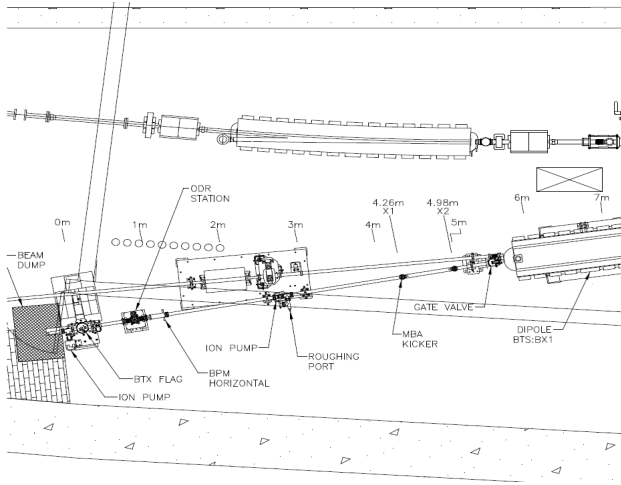 ODR
STATION
0m
1m
2m
3m
4m
4.26m
X1
4.98m
X2
5m
6m
7m
BEAM
DUMP
GATE VALVE
DIPOLE
BTS:BX1
MBA
KICKER
ION PUMP
ROUGHING
PORT
BPM
HORIZONTAL
BTX FLAG
ION PUMP